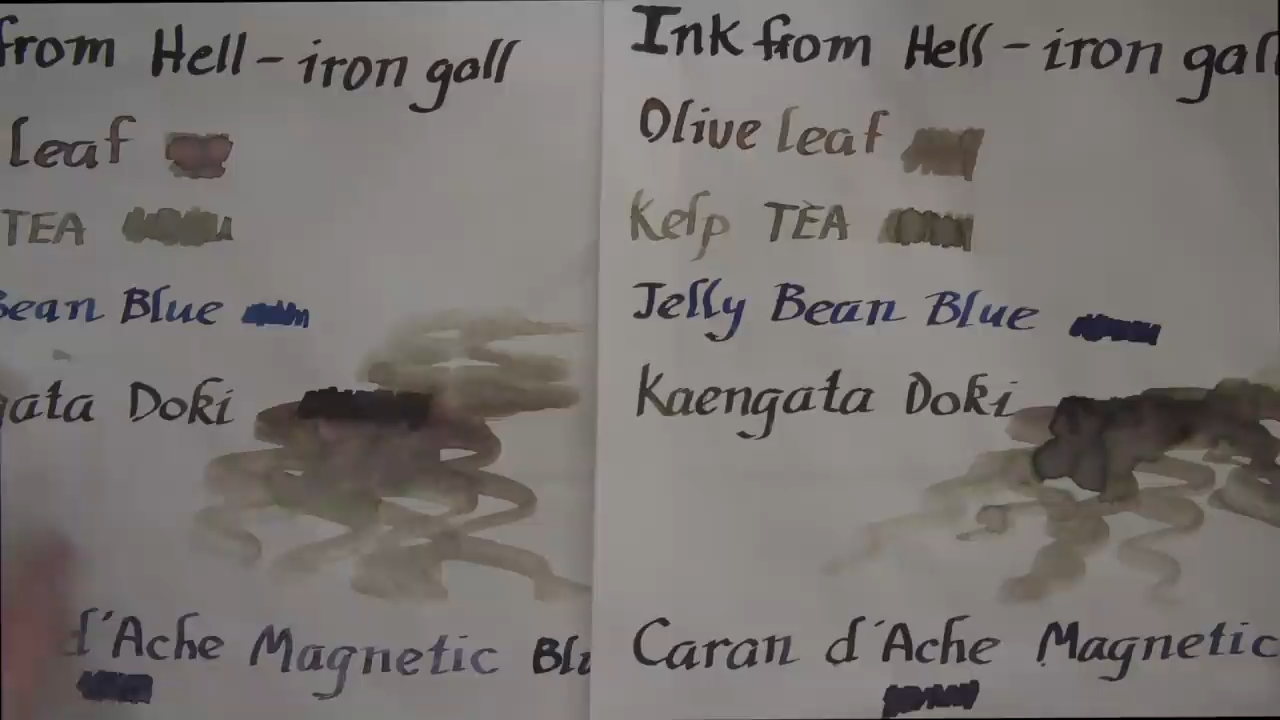 from Hell - iron gall
leaf
TEA
Bean Blue
gata Doki
d'Ache Magnetic Blu
Ink from Hell - iron gall
Olive leaf
Kelp TEA
Jelly Bean Blue
Kaengata Doki
Caran d'Ache Magnetic